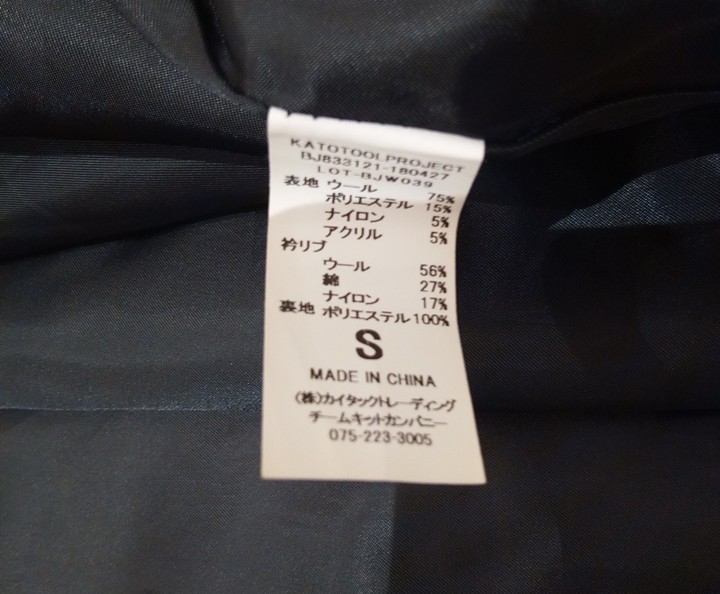 KATOTOOLPROJECT
BJ833121-180427
LOT-BJW039
表地 ウール 75%
ポリエステル 15%
ナイロン 5%
アクリル 5%
衿リブ
ウール 56%
綿 27%
ナイロン 17%
裏地 ポリエステル 100%
S
MADE IN CHINA
(株)カイタックトレーディング
チームキットカンパニー
075-223-3005